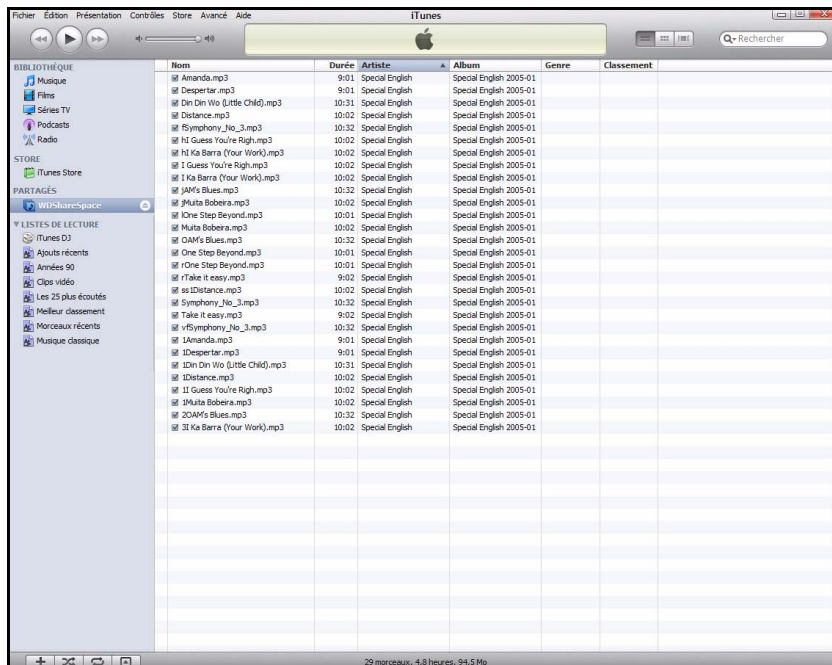 Fichier Édition Présentation Contrôles Store Avancé Aide
iTunes
Rechercher
BIBLIOTHÈQUE
Musique
Films
Séries TV
Podcasts
Radio
STORE
iTunes Store
PARTAGÉS
WDShareSpace
LISTES DE LECTURE
iTunes DJ
Ajouts récents
Années 90
Clips vidéo
Les 25 plus écoutés
Meilleur classement
Morceaux récents
Musique classique
Nom Durée Artiste Album Genre Classement
Amanda.mp3 9:01 Special English Special English 2005-01
Despertar.mp3 9:01 Special English Special English 2005-01
Din Din Wo (Little Child).mp3 10:31 Special English Special English 2005-01
Distance.mp3 10:02 Special English Special English 2005-01
fSymphony_No_3.mp3 10:32 Special English Special English 2005-01
hI Guess You're Righ.mp3 10:02 Special English Special English 2005-01
hI Ka Barra (Your Work).mp3 10:02 Special English Special English 2005-01
I Guess You're Righ.mp3 10:02 Special English Special English 2005-01
I Ka Barra (Your Work).mp3 10:02 Special English Special English 2005-01
jAM's Blues.mp3 10:32 Special English Special English 2005-01
jMuita Bobeira.mp3 10:02 Special English Special English 2005-01
lOne Step Beyond.mp3 10:01 Special English Special English 2005-01
Muita Bobeira.mp3 10:02 Special English Special English 2005-01
OAM's Blues.mp3 10:32 Special English Special English 2005-01
One Step Beyond.mp3 10:01 Special English Special English 2005-01
rOne Step Beyond.mp3 10:01 Special English Special English 2005-01
rTake it easy.mp3 9:02 Special English Special English 2005-01
ss1Distance.mp3 10:02 Special English Special English 2005-01
Symphony_No_3.mp3 10:32 Special English Special English 2005-01
Take it easy.mp3 9:02 Special English Special English 2005-01
vfSymphony_No_3.mp3 10:32 Special English Special English 2005-01
1Amanda.mp3 9:01 Special English Special English 2005-01
1Despertar.mp3 9:01 Special English Special English 2005-01
1Din Din Wo (Little Child).mp3 10:31 Special English Special English 2005-01
1Distance.mp3 10:02 Special English Special English 2005-01
1I Guess You're Righ.mp3 10:02 Special English Special English 2005-01
1Muita Bobeira.mp3 10:02 Special English Special English 2005-01
2OAM's Blues.mp3 10:32 Special English Special English 2005-01
3I Ka Barra (Your Work).mp3 10:02 Special English Special English 2005-01
29 morceaux, 4,8 heures, 94,5 Mo